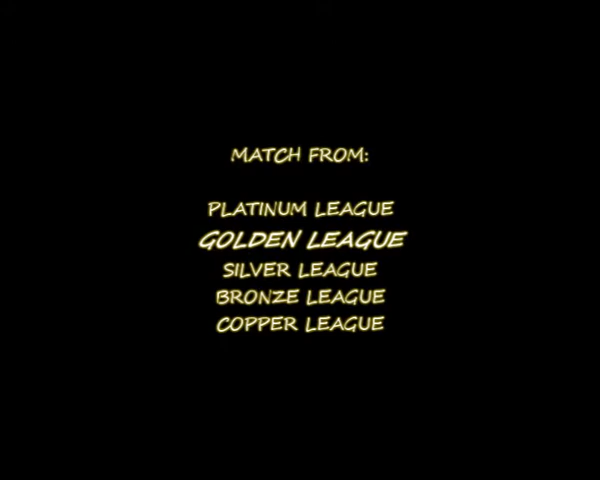 MATCH FROM:
PLATINUM LEAGUE
GOLDEN LEAGUE
SILVER LEAGUE
BRONZE LEAGUE
COPPER LEAGUE